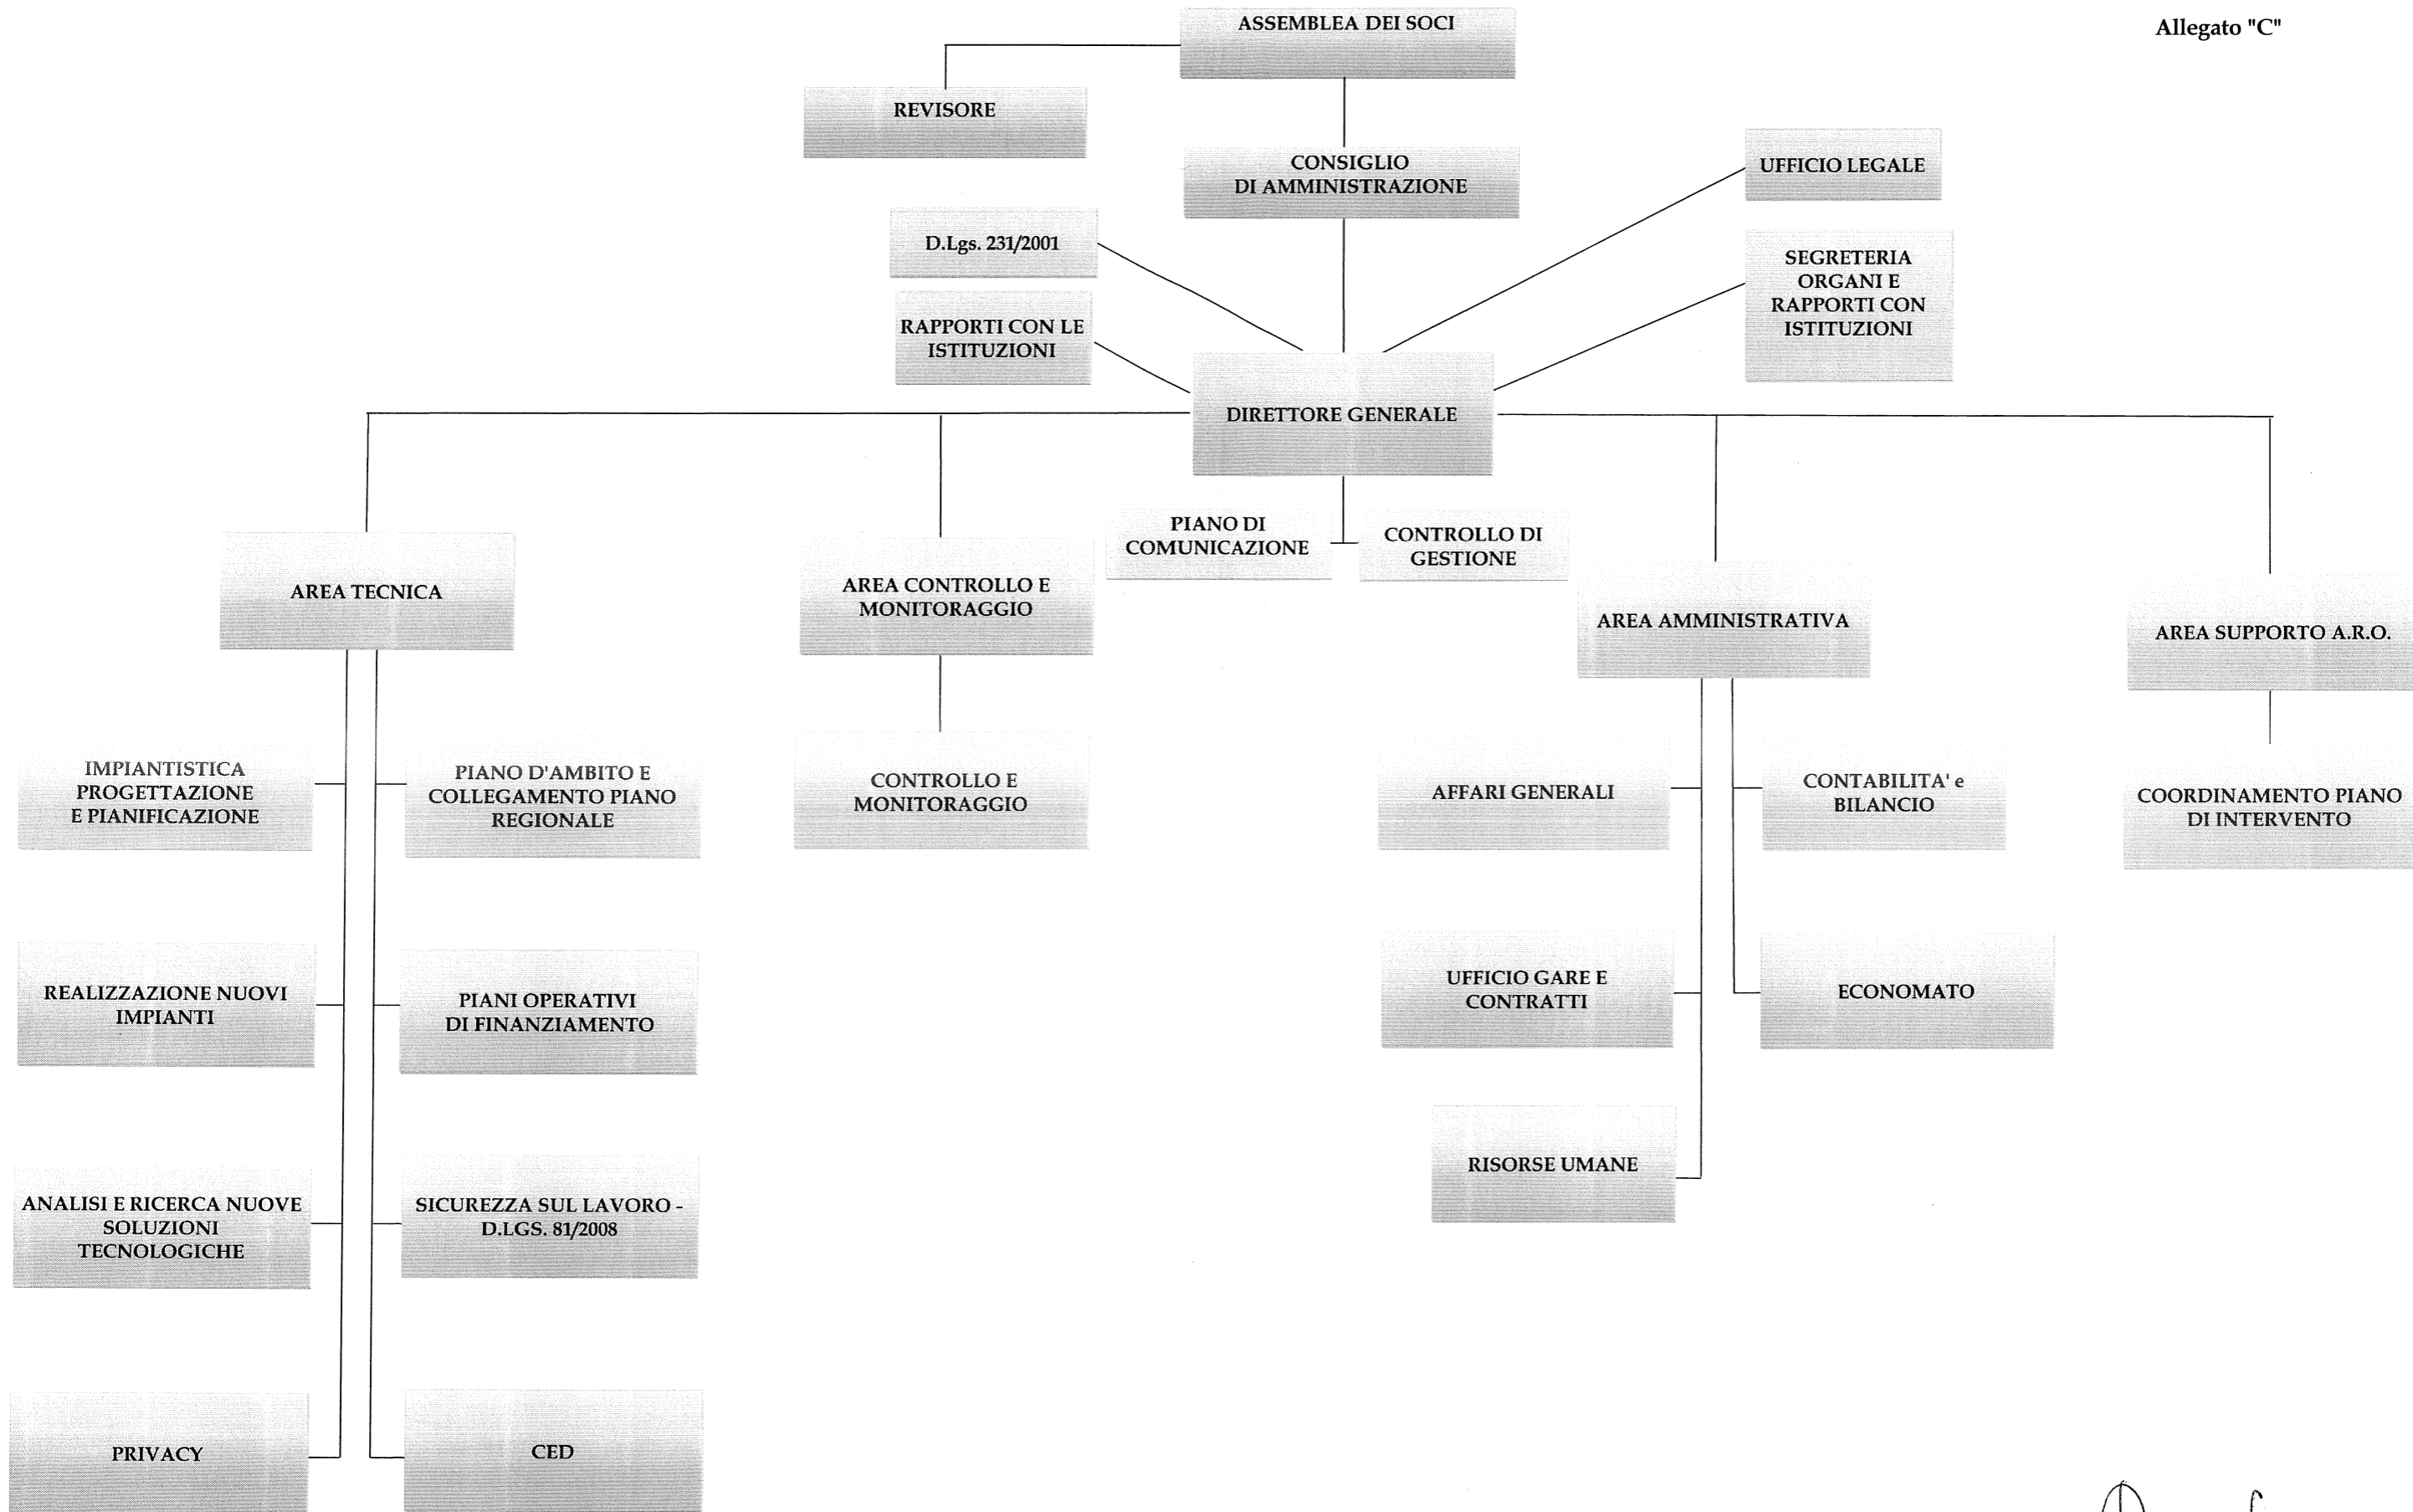 Allegato "C"
ASSEMBLEA DEI SOCI
REVISORE
CONSIGLIO
DI AMMINISTRAZIONE
UFFICIO LEGALE
D.Lgs. 231/2001
SEGRETERIA
ORGANI E
RAPPORTI CON
ISTITUZIONI
RAPPORTI CON LE
ISTITUZIONI
DIRETTORE GENERALE
PIANO DI
COMUNICAZIONE
CONTROLLO DI
GESTIONE
AREA TECNICA
AREA CONTROLLO E
MONITORAGGIO
AREA AMMINISTRATIVA
AREA SUPPORTO A.R.O.
IMPIANTISTICA
PROGETTAZIONE
E PIANIFICAZIONE
PIANO D'AMBITO E
COLLEGAMENTO PIANO
REGIONALE
CONTROLLO E
MONITORAGGIO
AFFARI GENERALI
CONTABILITA' e
BILANCIO
COORDINAMENTO PIANO
DI INTERVENTO
REALIZZAZIONE NUOVI
IMPIANTI
PIANI OPERATIVI
DI FINANZIAMENTO
UFFICIO GARE E
CONTRATTI
ECONOMATO
ANALISI E RICERCA NUOVE
SOLUZIONI
TECNOLOGICHE
SICUREZZA SUL LAVORO -
D.LGS. 81/2008
RISORSE UMANE
PRIVACY
CED